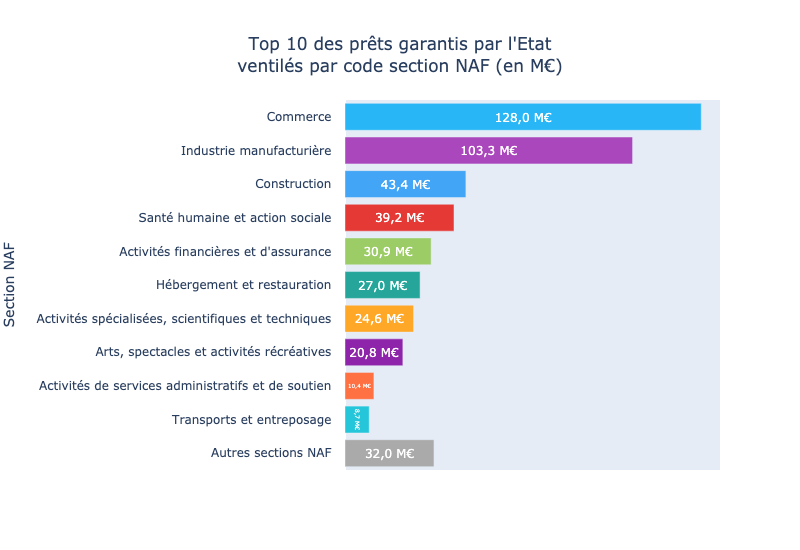 Top 10 des prêts garantis par l'Etat
ventilés par code section NAF (en M€)
Section NAF
Commerce 128,0 M€
Industrie manufacturière 103,3 M€
Construction 43,4 M€
Santé humaine et action sociale 39,2 M€
Activités financières et d'assurance 30,9 M€
Hébergement et restauration 27,0 M€
Activités spécialisées, scientifiques et techniques 24,6 M€
Arts, spectacles et activités récréatives 20,8 M€
Activités de services administratifs et de soutien 10,4 M€
Transports et entreposage 8,7 M€
Autres sections NAF 32,0 M€